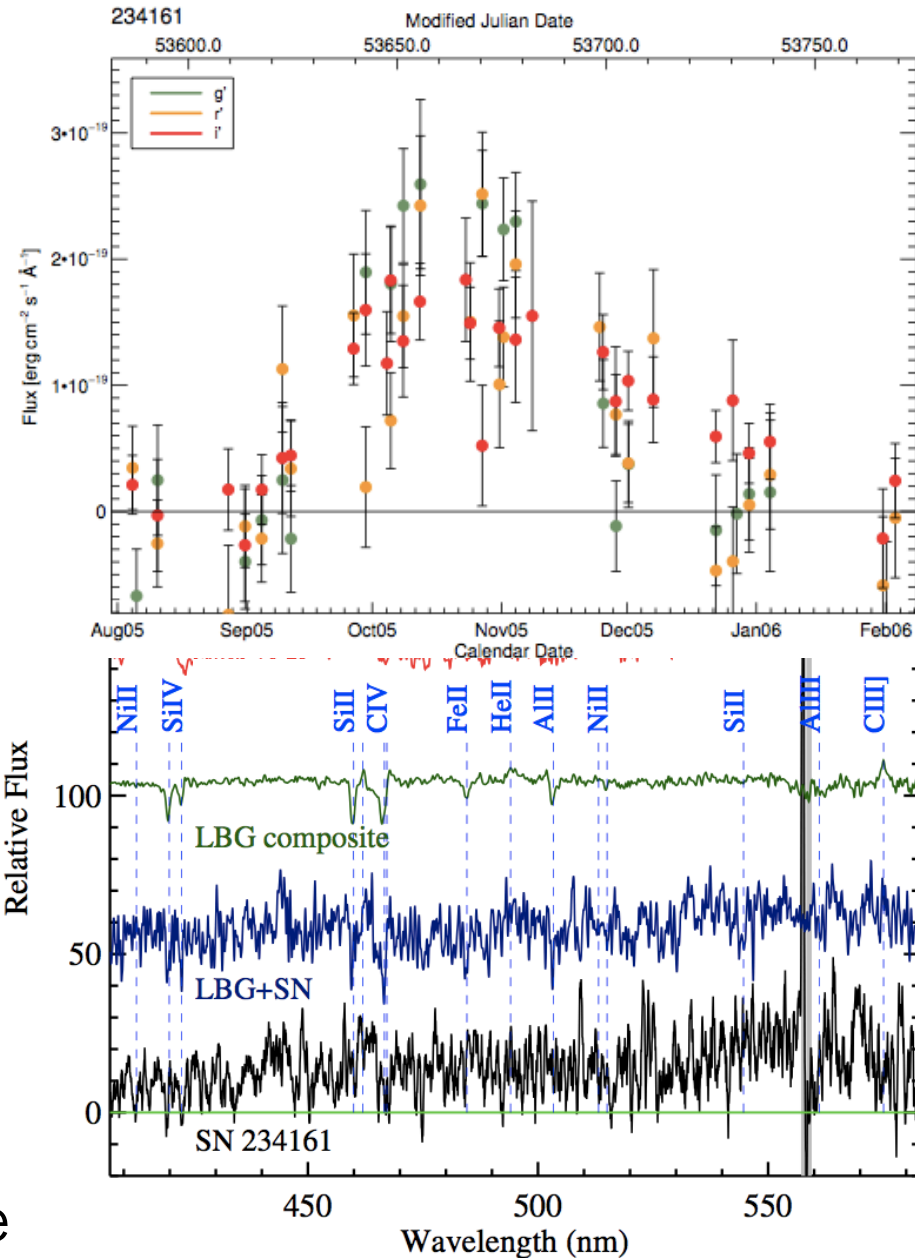 234161
Modified Julian Date
53600.0 53650.0 53700.0 53750.0
g'
r'
i'
3•10⁻¹⁹
2•10⁻¹⁹
1•10⁻¹⁹
0
Flux [erg cm⁻² s⁻¹ Å⁻¹]
Aug05 Sep05 Oct05 Nov05 Dec05 Jan06 Feb06
Calendar Date
NiII SiIV SiII CIV FeII HeII AlII NiII SiII AlIII CIII]
Relative Flux
100
50
0
LBG composite
LBG+SN
SN 234161
450 500 550
Wavelength (nm)
e